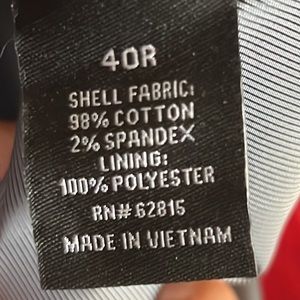 40R
SHELL FABRIC:
98% COTTON
2% SPANDEX
LINING:
100% POLYESTER
RN# 62815
MADE IN VIETNAM